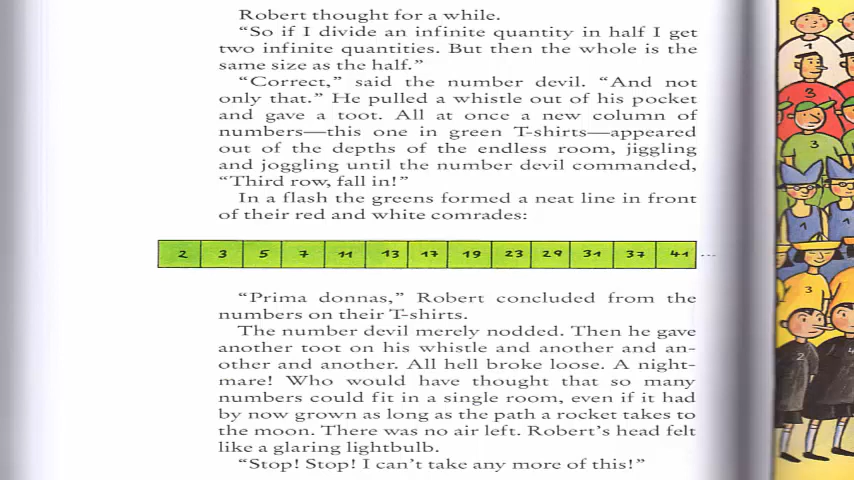 Robert thought for a while.
“So if I divide an infinite quantity in half I get
two infinite quantities. But then the whole is the
same size as the half.”
“Correct,” said the number devil. “And not
only that.” He pulled a whistle out of his pocket
and gave a toot. All at once a new column of
numbers—this one in green T-shirts—appeared
out of the depths of the endless room, jiggling
and joggling until the number devil commanded,
“Third row, fall in!”
In a flash the greens formed a neat line in front
of their red and white comrades:
2 3 5 7 11 13 17 19 23 29 31 37 41 ...
“Prima donnas,” Robert concluded from the
numbers on their T-shirts.
The number devil merely nodded. Then he gave
another toot on his whistle and another and an-
other and another. All hell broke loose. A night-
mare! Who would have thought that so many
numbers could fit in a single room, even if it had
by now grown as long as the path a rocket takes to
the moon. There was no air left. Robert’s head felt
like a glaring lightbulb.
“Stop! Stop! I can’t take any more of this!”
1
3
3
1 1
3
2 4